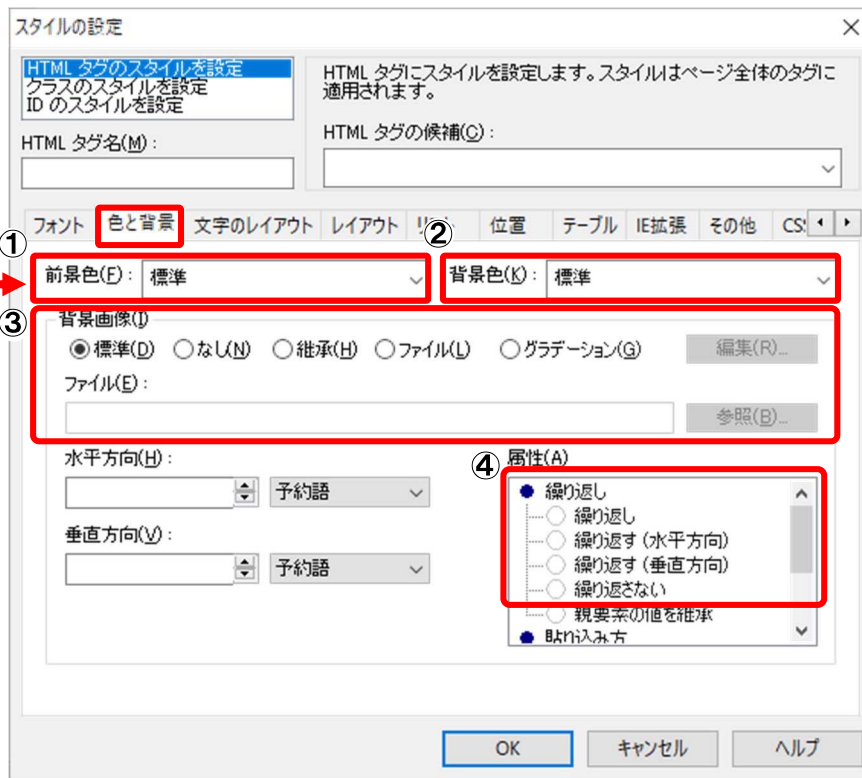 スタイルの設定
HTML タグのスタイルを設定
クラスのスタイルを設定
ID のスタイルを設定
HTML タグにスタイルを設定します。スタイルはページ全体のタグに
適用されます。
HTML タグ名(M) :
HTML タグの候補(C) :
フォント 色と背景 文字のレイアウト レイアウト 位置 テーブル IE拡張 その他 CS
① ②
前景色(F) : 標準 背景色(K) : 標準
③
背景画像(I)
標準(D) なし(N) 継承(H) ファイル(L) グラデーション(G) 編集(R)...
ファイル(E) :
参照(B)...
水平方向(H) :
予約語
垂直方向(V) :
予約語
④ 属性(A)
繰り返し
繰り返し
繰り返す (水平方向)
繰り返す (垂直方向)
繰り返さない
親要素の値を継承
貼り込み方
OK キャンセル ヘルプ